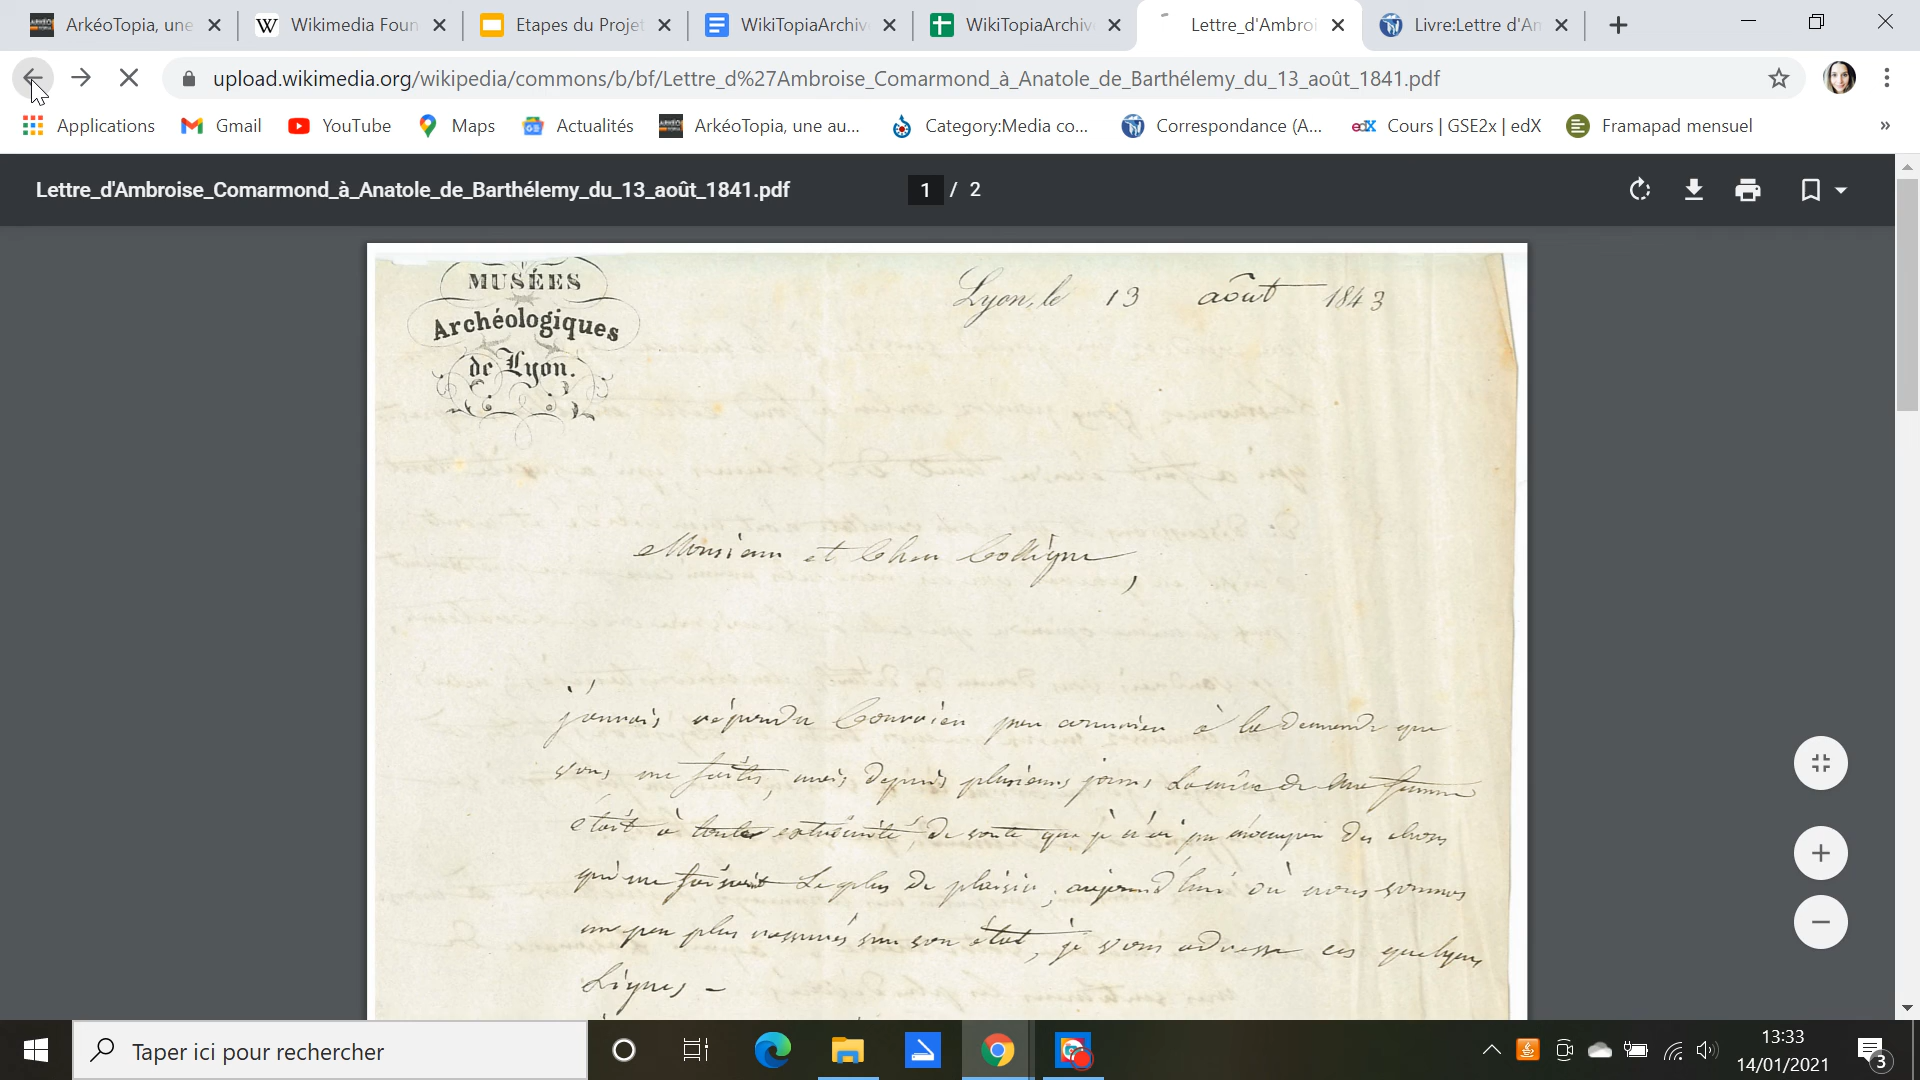 ArkéoTopia, une
Wikimedia Foun
Etapes du Projet
WikiTopiaArchiv
WikiTopiaArchiv
Lettre_d'Ambroi
Livre:Lettre d'Am
upload.wikimedia.org/wikipedia/commons/b/bf/Lettre_d%27Ambroise_Comarmond_à_Anatole_de_Barthélemy_du_13_août_1841.pdf
Applications
Gmail
YouTube
Maps
Actualités
ArkéoTopia, une au...
Category:Media co...
Correspondance (A...
edX Cours | GSE2x | edX
Framapad mensuel
»
Lettre_d'Ambroise_Comarmond_à_Anatole_de_Barthélemy_du_13_août_1841.pdf
1 / 2
MUSÉES
Archéologiques
de Lyon.
Lyon, le 13 août 1843
Monsieur et Cher Collègue,
j'aurais répondu Courrier par courrier à la demande que
vous me faites, mais depuis plusieurs jours La mère de ma femme
était à toute extrémité, de sorte que je n'ai pu m'occuper des choses
qui me faisait Le plus de plaisir, aujourd'hui où nous sommes
un peu plus rassurés sur son état, je vous adresse ces quelques
Lignes -
Taper ici pour rechercher
13:33
14/01/2021
3